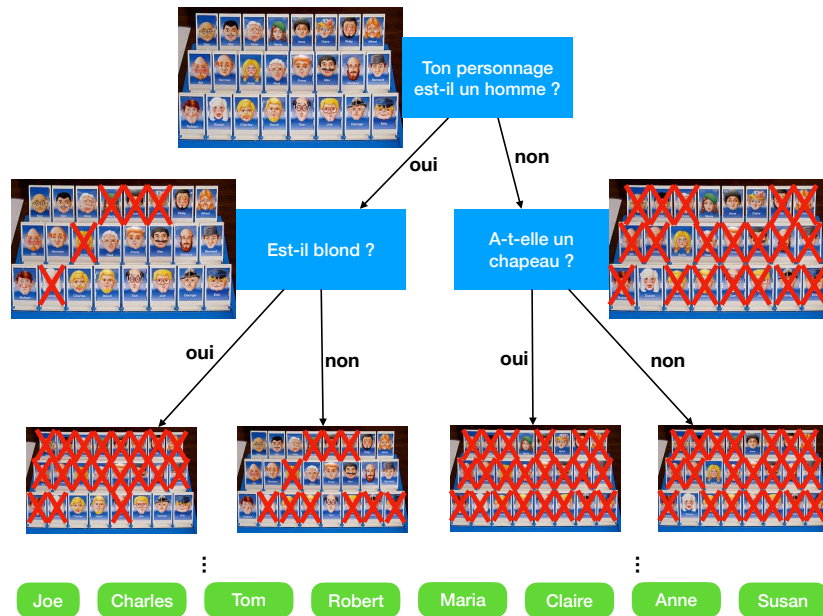 Ton personnage
est-il un homme ?
oui
non
Est-il blond ?
A-t-elle un
chapeau ?
oui
non
oui
non
...
...
Joe
Charles
Tom
Robert
Maria
Claire
Anne
Susan